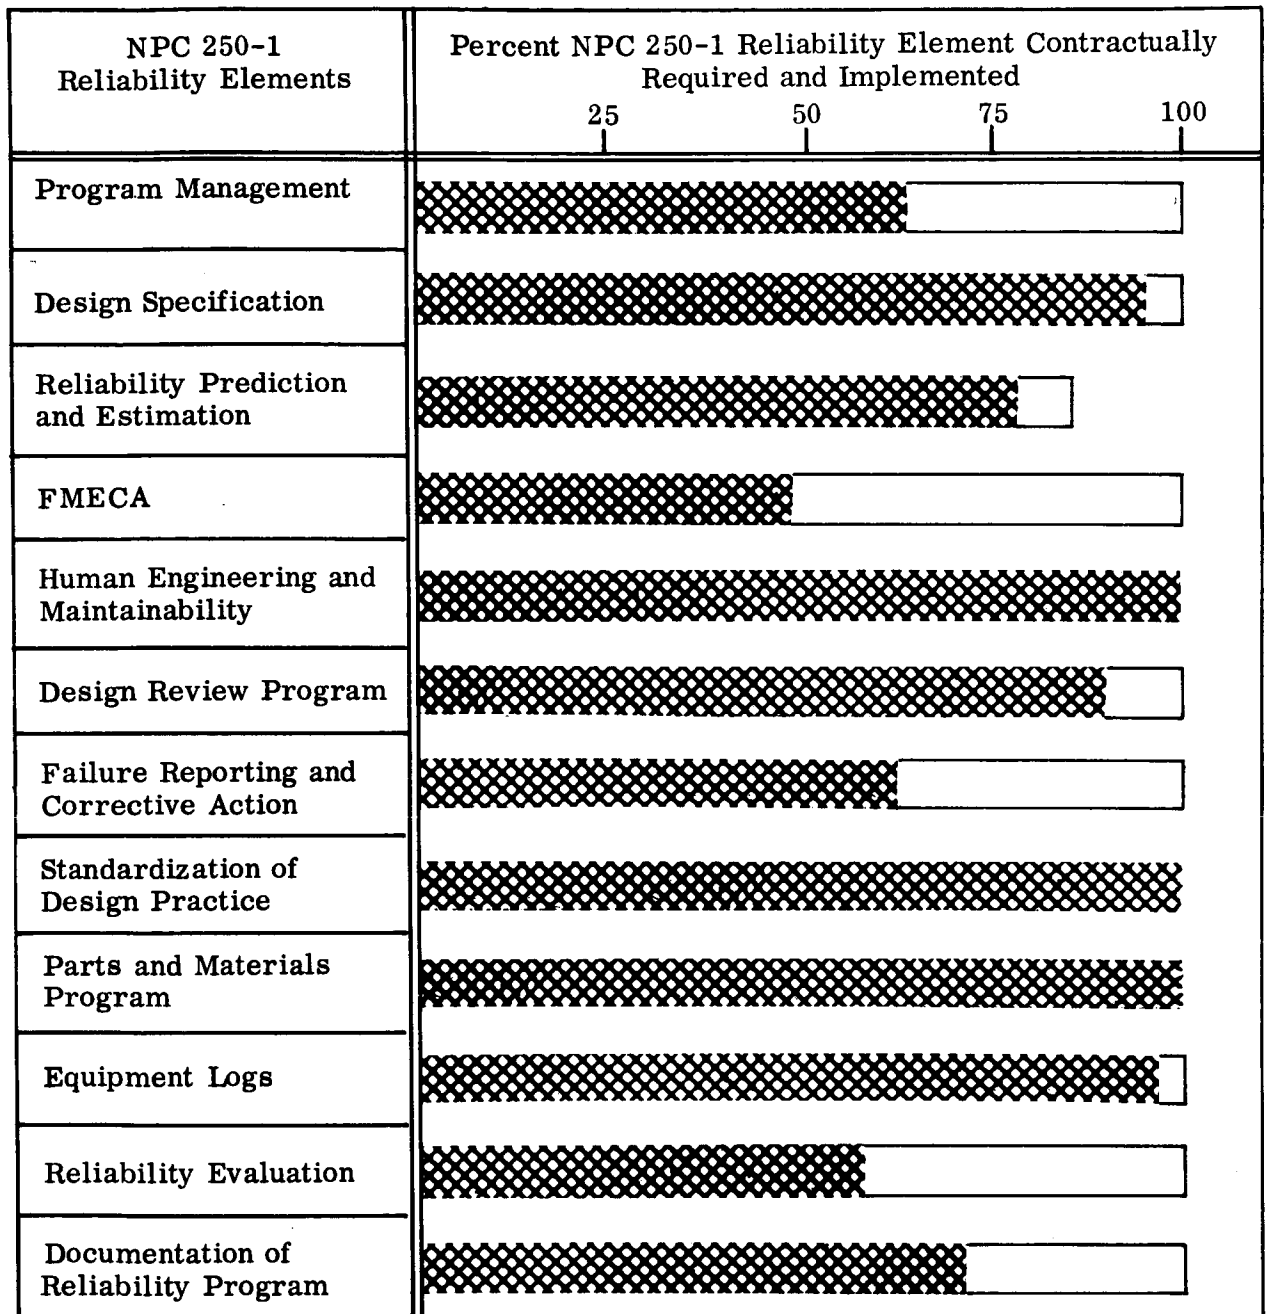 NPC 250-1
Reliability Elements
Percent NPC 250-1 Reliability Element Contractually
Required and Implemented
25 50 75 100
Program Management
Design Specification
Reliability Prediction
and Estimation
FMECA
Human Engineering and
Maintainability
Design Review Program
Failure Reporting and
Corrective Action
Standardization of
Design Practice
Parts and Materials
Program
Equipment Logs
Reliability Evaluation
Documentation of
Reliability Program